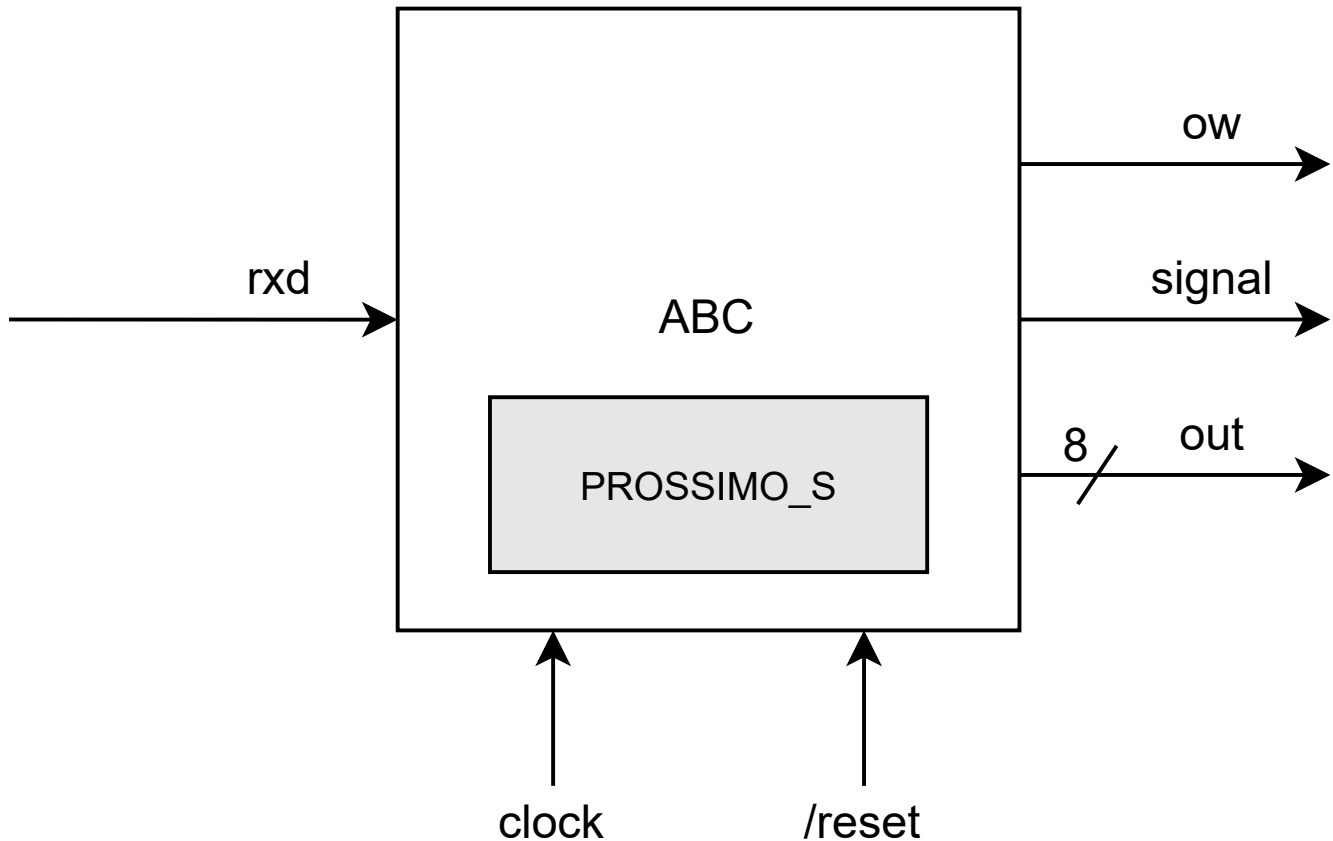 ow
rxd
signal
ABC
8
out
PROSSIMO_S
clock
/reset